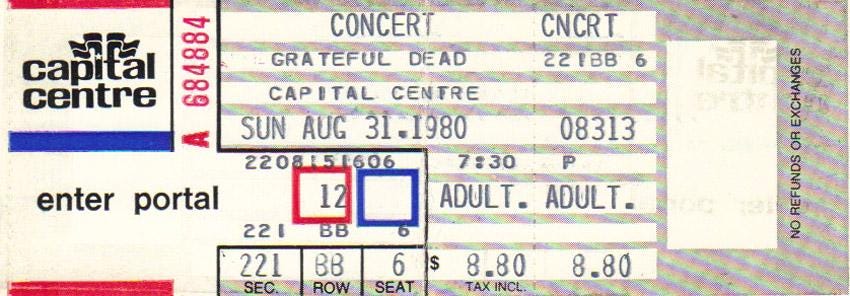 capital
centre
A 684884
CONCERT CNCRT
GRATEFUL DEAD 221BB 6
CAPITAL CENTRE
SUN AUG 31.1980 08313
2208151606 7:30 P
enter portal 12 ADULT. ADULT.
221 BB 6
221 BB 6 $ 8.80 8.80
SEC. ROW SEAT TAX INCL.
NO REFUNDS OR EXCHANGES